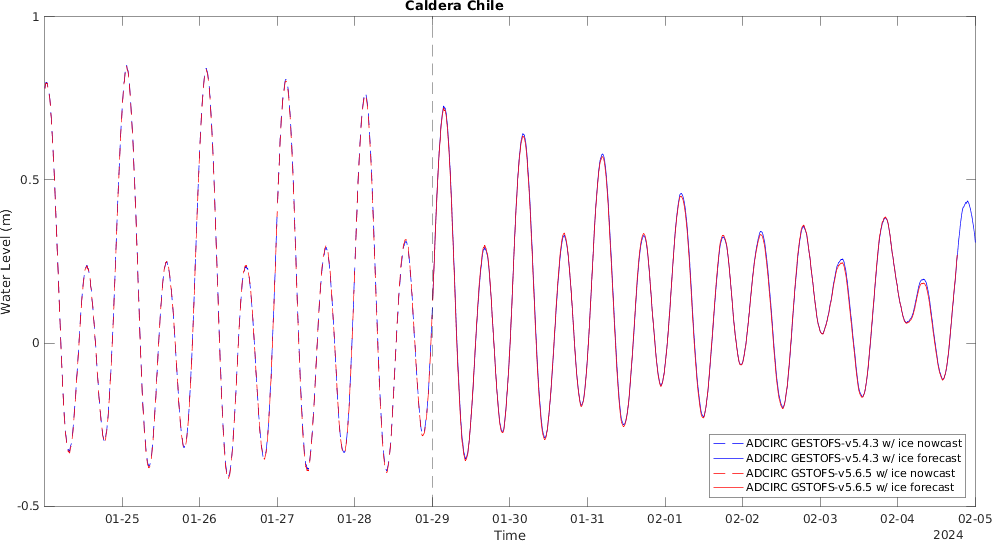 Caldera Chile
1
0.5
0
-0.5
Water Level (m)
01-25 01-26 01-27 01-28 01-29 01-30 01-31 02-01 02-02 02-03 02-04 02-05
Time
2024
ADCIRC GESTOFS-v5.4.3 w/ ice nowcast
ADCIRC GESTOFS-v5.4.3 w/ ice forecast
ADCIRC GSTOFS-v5.6.5 w/ ice nowcast
ADCIRC GSTOFS-v5.6.5 w/ ice forecast